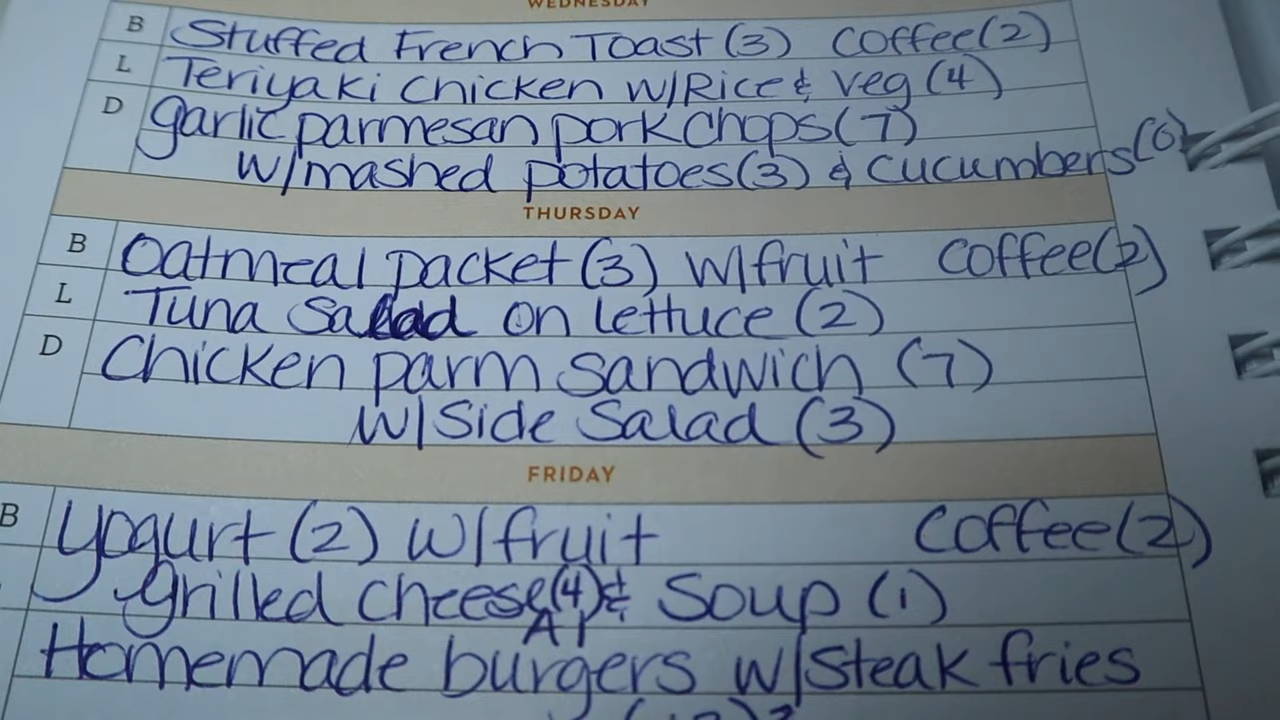 WEDNESDAY
B Stuffed French Toast (3) Coffee (2)
L Teriyaki Chicken w/Rice & veg (4)
D garlic parmesan pork chops (7)
w/mashed potatoes (3) & cucumbers (0)
THURSDAY
B Oatmeal packet (3) w/fruit Coffee (2)
L Tuna Salad on lettuce (2)
D Chicken parm sandwich (7)
w/side salad (3)
FRIDAY
B yogurt (2) w/fruit Coffee (2)
grilled cheese (4) & Soup (1)
AP
Homemade burgers w/steak fries